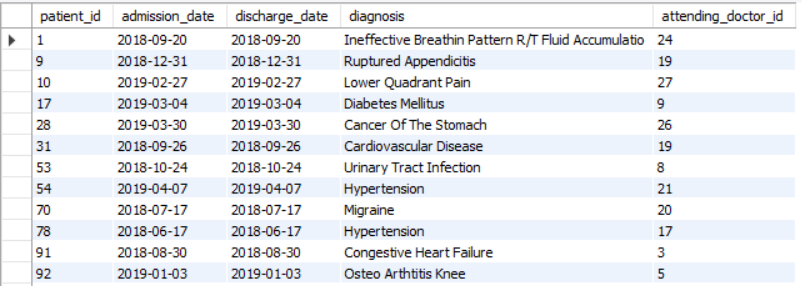 patient_id admission_date discharge_date diagnosis attending_doctor_id
1 2018-09-20 2018-09-20 Ineffective Breathin Pattern R/T Fluid Accumulatio 24
9 2018-12-31 2018-12-31 Ruptured Appendicitis 19
10 2019-02-27 2019-02-27 Lower Quadrant Pain 27
17 2019-03-04 2019-03-04 Diabetes Mellitus 9
28 2019-03-30 2019-03-30 Cancer Of The Stomach 26
31 2018-09-26 2018-09-26 Cardiovascular Disease 19
53 2018-10-24 2018-10-24 Urinary Tract Infection 8
54 2019-04-07 2019-04-07 Hypertension 21
70 2018-07-17 2018-07-17 Migraine 20
78 2018-06-17 2018-06-17 Hypertension 17
91 2018-08-30 2018-08-30 Congestive Heart Failure 3
92 2019-01-03 2019-01-03 Osteo Arthtitis Knee 5